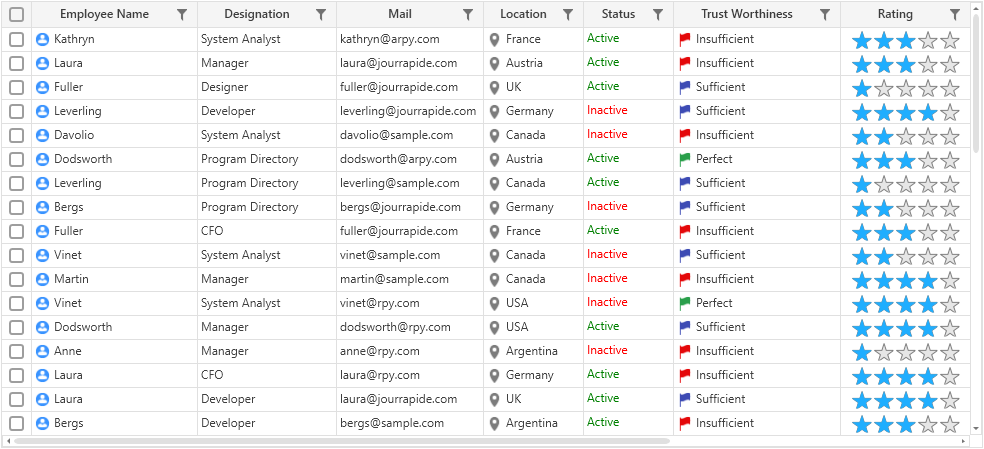 Employee Name Designation Mail Location Status Trust Worthiness Rating
Kathryn System Analyst kathryn@arpy.com France Active Insufficient
Laura Manager laura@jourrapide.com Austria Active Insufficient
Fuller Designer fuller@jourrapide.com UK Active Sufficient
Leverling Developer leverling@jourrapide.com Germany Inactive Sufficient
Davolio System Analyst davolio@sample.com Canada Inactive Insufficient
Dodsworth Program Directory dodsworth@arpy.com Austria Active Perfect
Leverling Program Directory leverling@sample.com Canada Active Sufficient
Bergs Program Directory bergs@jourrapide.com Germany Inactive Sufficient
Fuller CFO fuller@jourrapide.com France Active Insufficient
Vinet System Analyst vinet@sample.com Canada Inactive Sufficient
Martin Manager martin@sample.com Canada Inactive Insufficient
Vinet System Analyst vinet@rpy.com USA Inactive Perfect
Dodsworth Manager dodsworth@rpy.com USA Active Sufficient
Anne Manager anne@rpy.com Argentina Inactive Insufficient
Laura CFO laura@rpy.com Germany Active Insufficient
Laura Developer laura@jourrapide.com UK Active Sufficient
Bergs Developer bergs@sample.com Argentina Active Insufficient